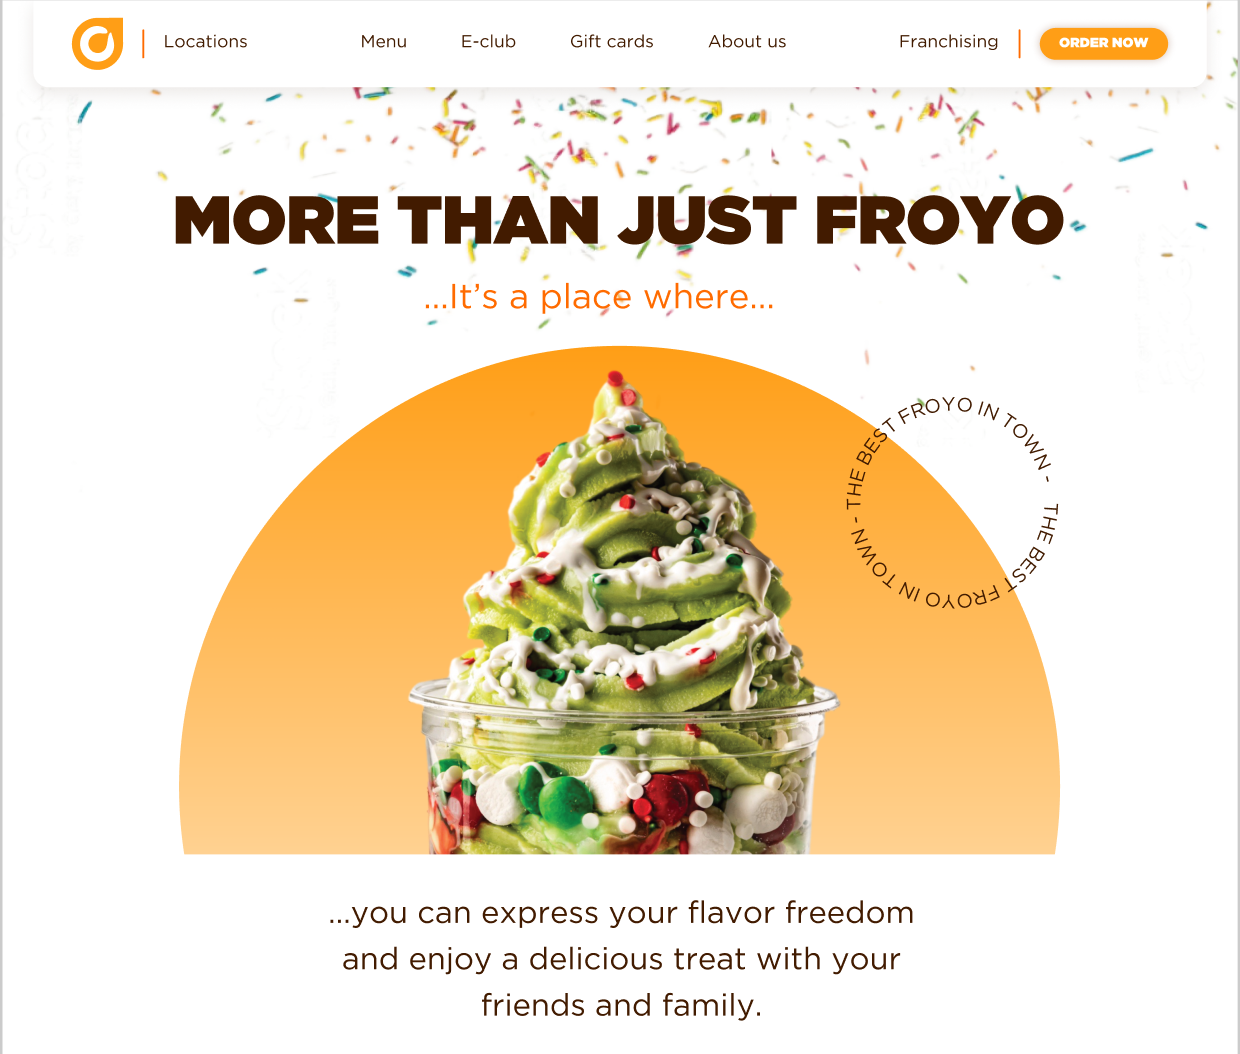 Locations
Menu
E-club
Gift cards
About us
Franchising
ORDER NOW
MORE THAN JUST FROYO
...It's a place where...
THE BEST FROYO IN TOWN -
THE BEST FROYO IN TOWN -
...you can express your flavor freedom
and enjoy a delicious treat with your
friends and family.